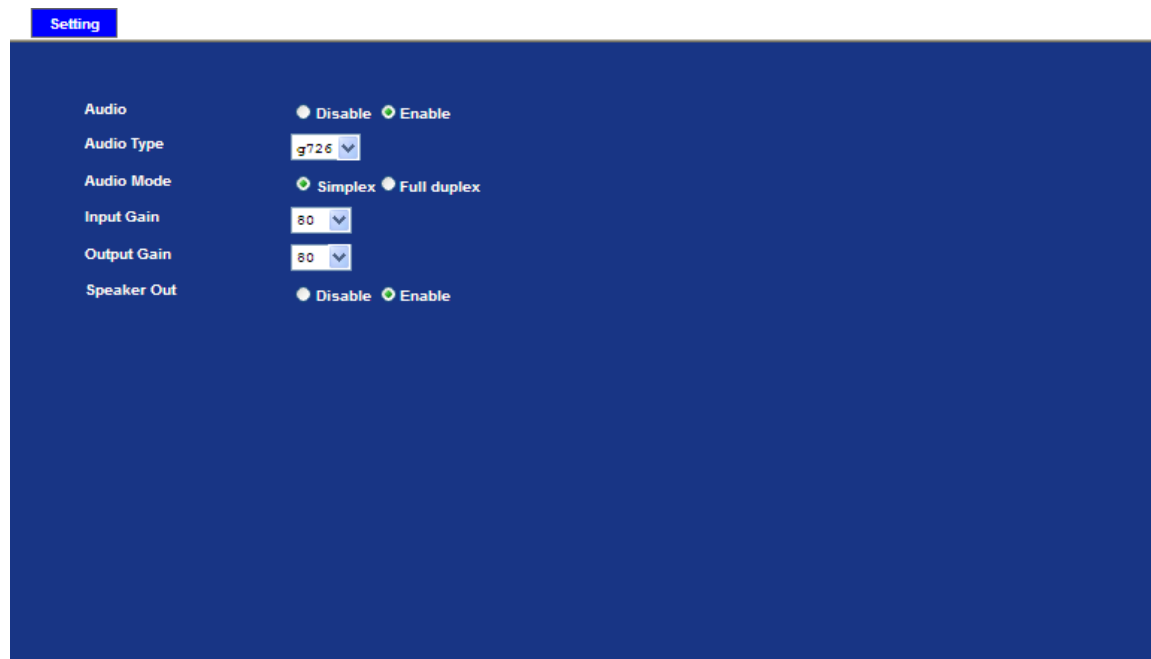 Setting
Audio Disable Enable
Audio Type g726
Audio Mode Simplex Full duplex
Input Gain 80
Output Gain 80
Speaker Out Disable Enable